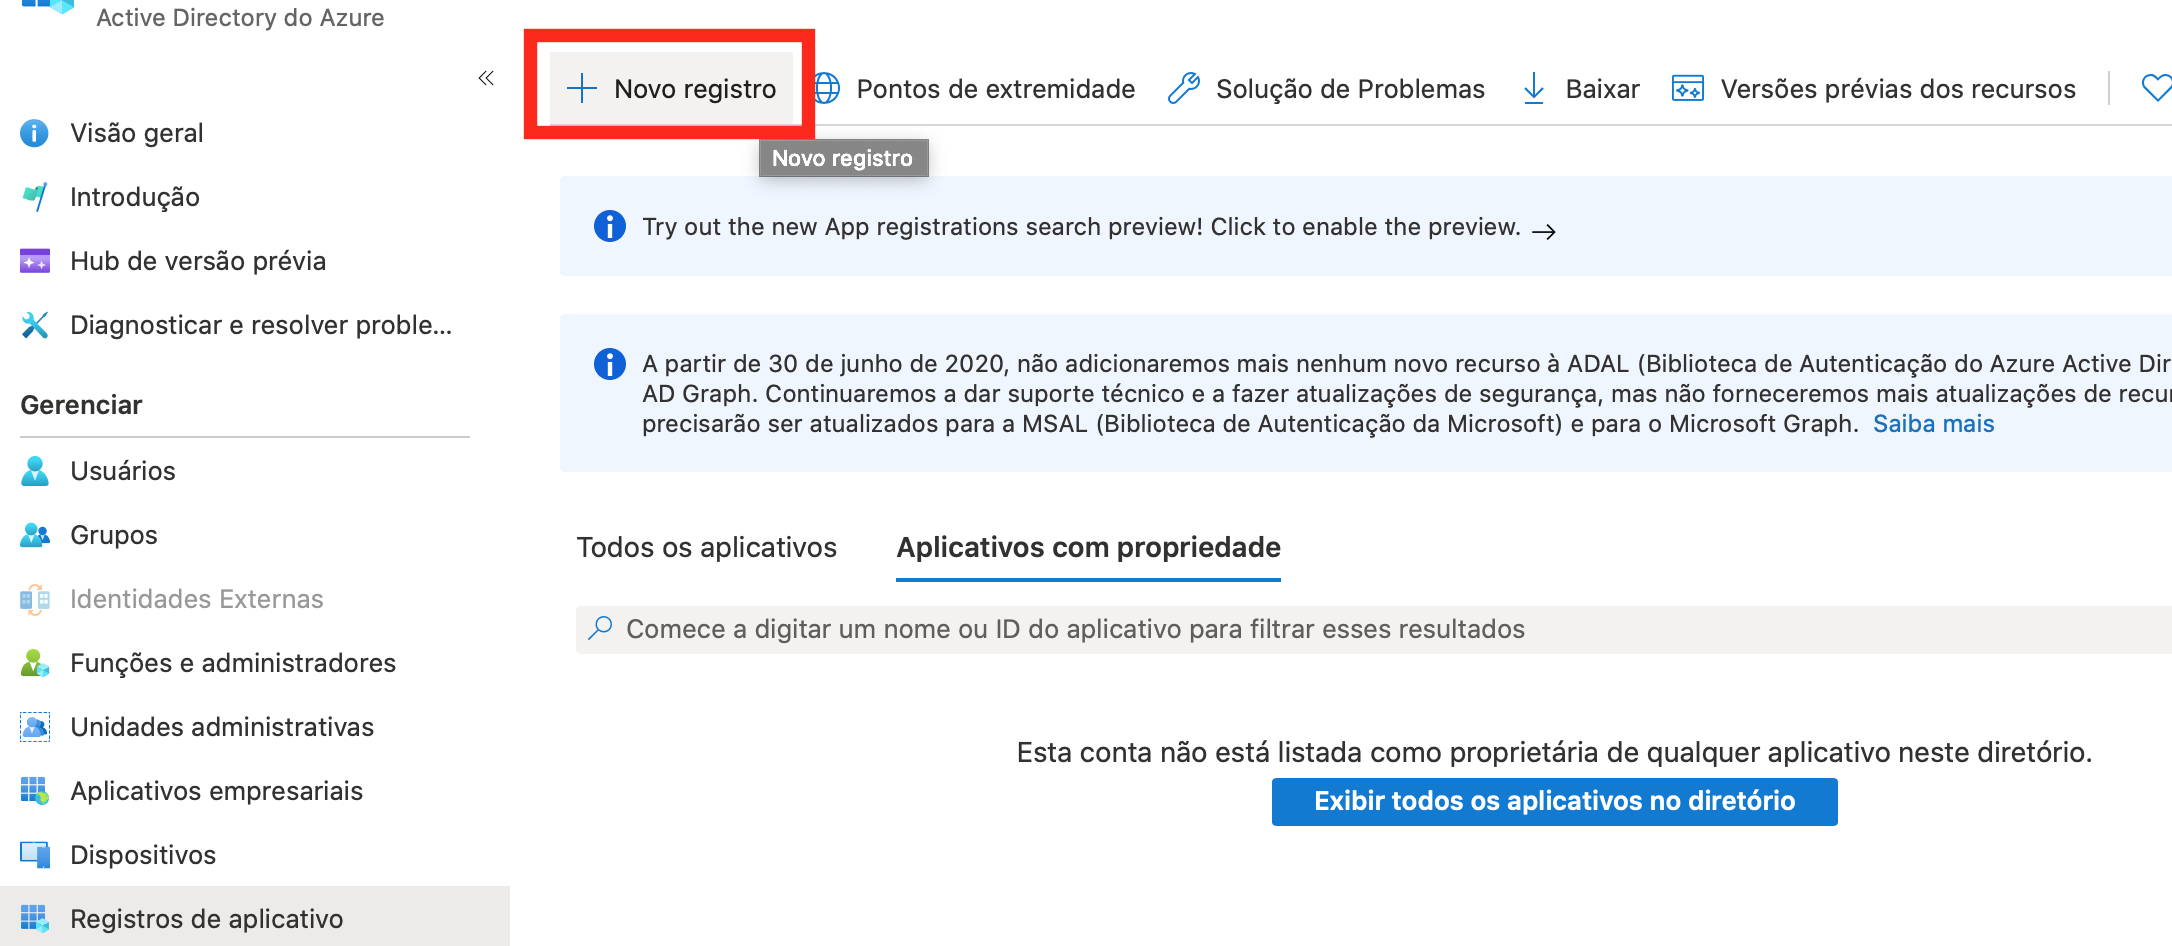 Active Directory do Azure
«
Novo registro
Pontos de extremidade
Solução de Problemas
Baixar
Versões prévias dos recursos
Novo registro
Visão geral
Introdução
Hub de versão prévia
Diagnosticar e resolver proble...
Gerenciar
Usuários
Grupos
Identidades Externas
Funções e administradores
Unidades administrativas
Aplicativos empresariais
Dispositivos
Registros de aplicativo
Try out the new App registrations search preview! Click to enable the preview. →
A partir de 30 de junho de 2020, não adicionaremos mais nenhum novo recurso à ADAL (Biblioteca de Autenticação do Azure Active Dir
AD Graph. Continuaremos a dar suporte técnico e a fazer atualizações de segurança, mas não forneceremos mais atualizações de recu
precisarão ser atualizados para a MSAL (Biblioteca de Autenticação da Microsoft) e para o Microsoft Graph. Saiba mais
Todos os aplicativos
Aplicativos com propriedade
Comece a digitar um nome ou ID do aplicativo para filtrar esses resultados
Esta conta não está listada como proprietária de qualquer aplicativo neste diretório.
Exibir todos os aplicativos no diretório